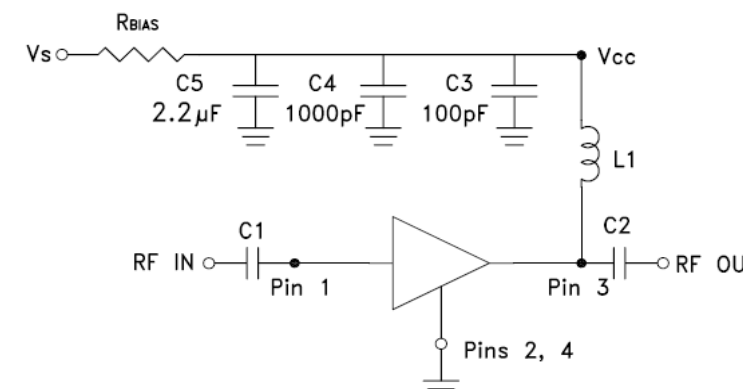 RBIAS
Vs
Vcc
C5
2.2µF
C4
1000pF
C3
100pF
L1
C1
C2
RF IN
RF OU
Pin 1
Pin 3
Pins 2, 4